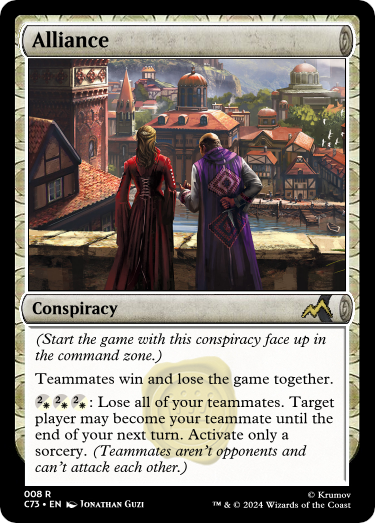 Alliance
Conspiracy
(Start the game with this conspiracy face up in
the command zone.)
Teammates win and lose the game together.
: Lose all of your teammates. Target
player may become your teammate until the
end of your next turn. Activate only a
sorcery. (Teammates aren't opponents and
can't attack each other.)
008 R
© Krumov
C73 • EN Jonathan Guzi
™ & © 2024 Wizards of the Coast